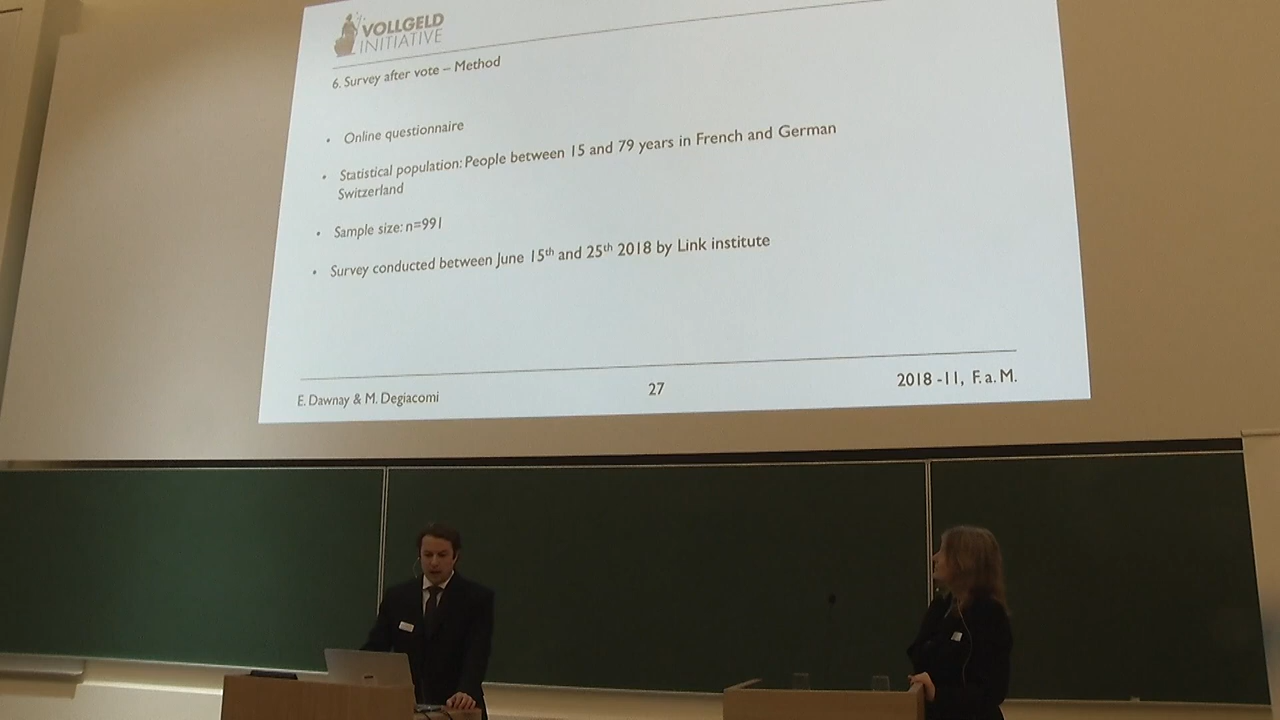 VOLLGELD
INITIATIVE
6. Survey after vote – Method
• Online questionnaire
• Statistical population: People between 15 and 79 years in French and German
Switzerland
• Sample size: n=991
• Survey conducted between June 15th and 25th 2018 by Link institute
E. Dawnay & M. Degiacomi
27
2018 -11, F. a. M.